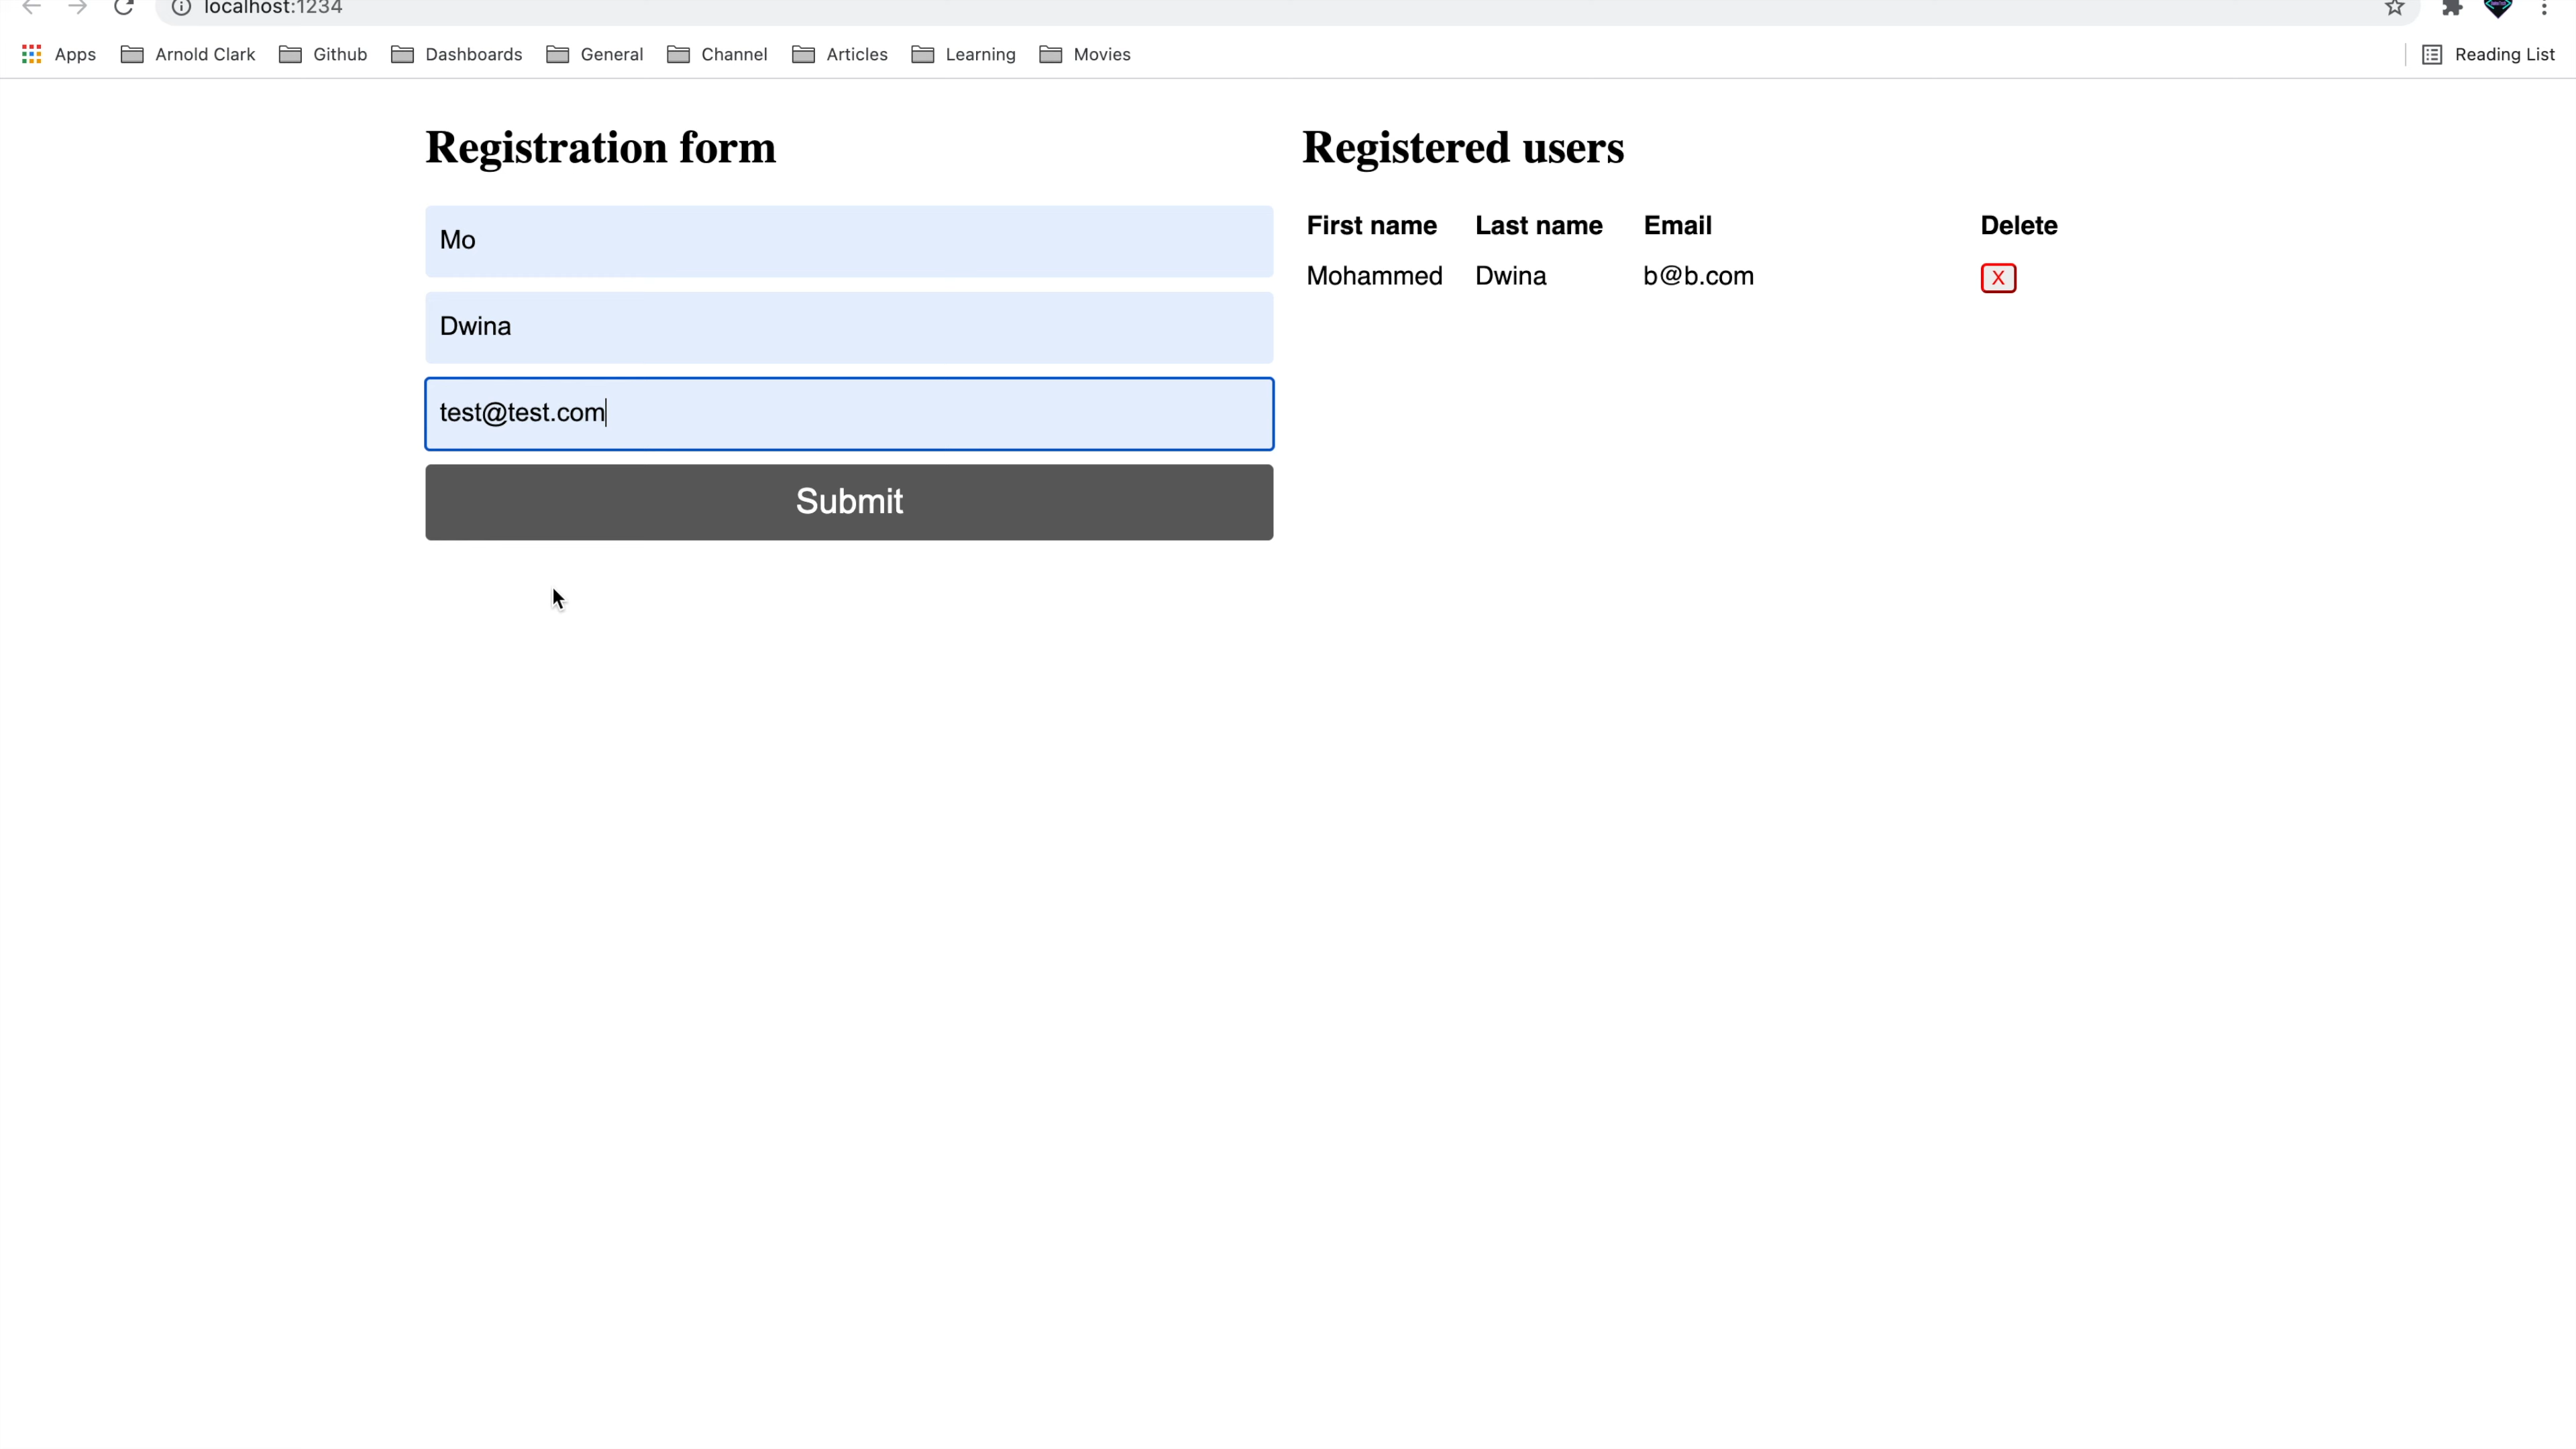 localhost:1234
Apps Arnold Clark Github Dashboards General Channel Articles Learning Movies Reading List
Registration form
Mo
Dwina
test@test.com
Submit
Registered users
First name Last name Email Delete
Mohammed Dwina b@b.com X